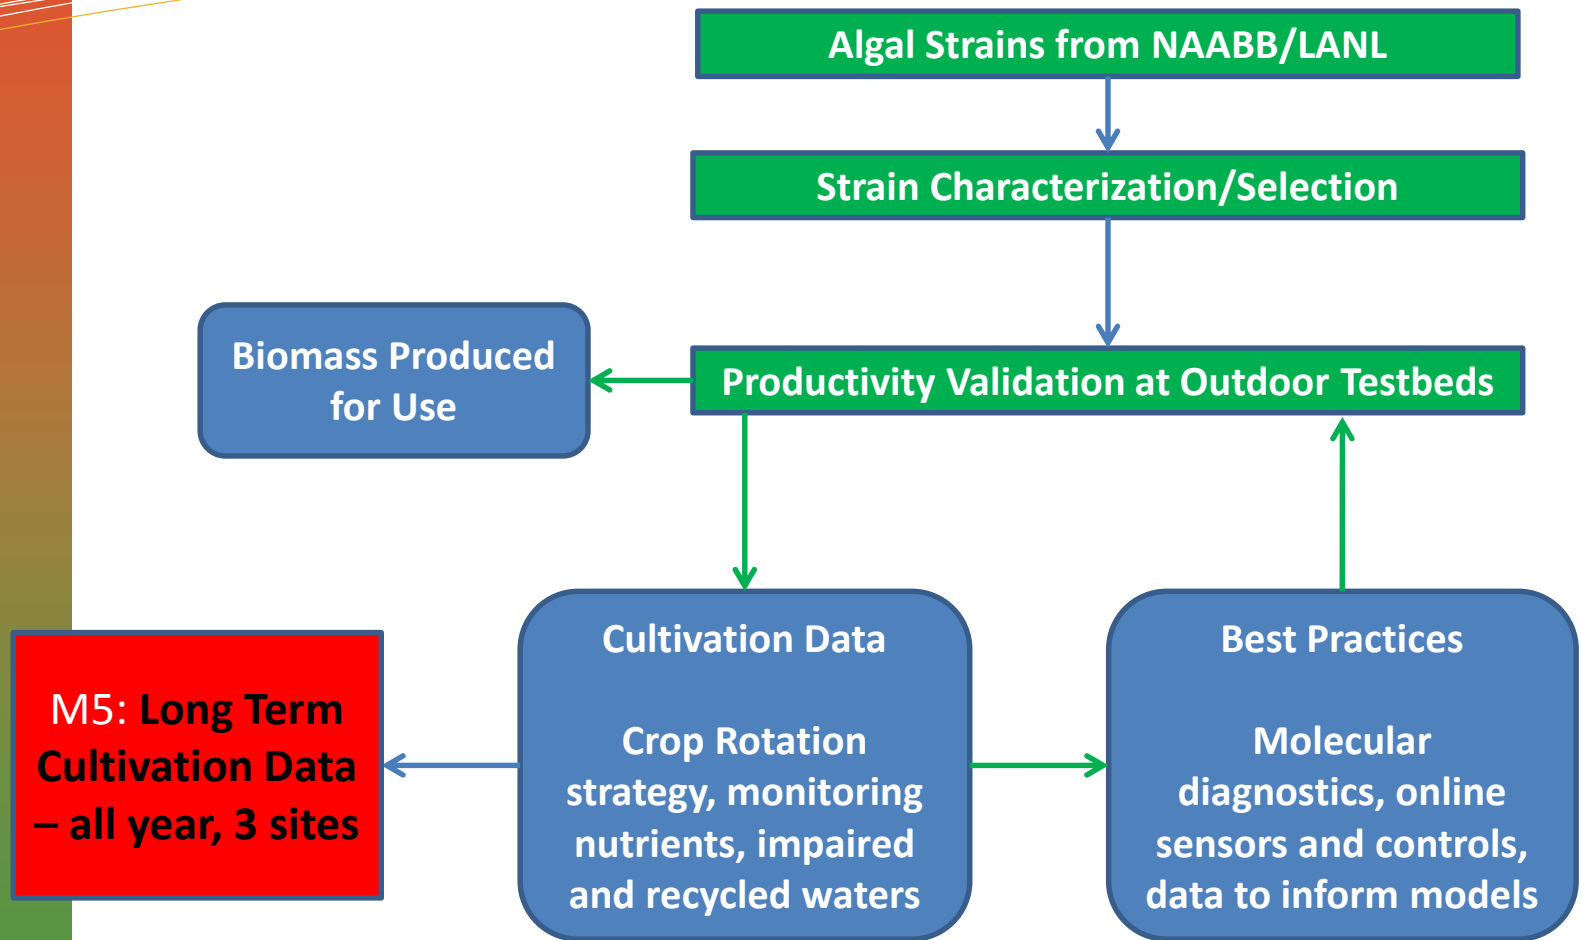 Algal Strains from NAABB/LANL
Strain Characterization/Selection
Biomass Produced
for Use
Productivity Validation at Outdoor Testbeds
M5: Long Term
Cultivation Data
– all year, 3 sites
Cultivation Data
Crop Rotation
strategy, monitoring
nutrients, impaired
and recycled waters
Best Practices
Molecular
diagnostics, online
sensors and controls,
data to inform models